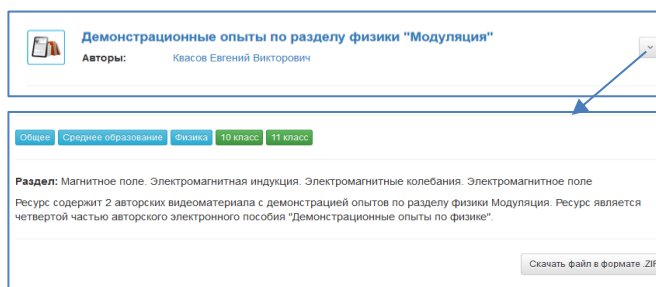 Демонстрационные опыты по разделу физики "Модуляция"
Авторы: Квасов Евгений Викторович
Общее Среднее образование Физика 10 класс 11 класс
Раздел: Магнитное поле. Электромагнитная индукция. Электромагнитные колебания. Электромагнитное поле
Ресурс содержит 2 авторских видеоматериала с демонстрацией опытов по разделу физики Модуляция. Ресурс является
четвертой частью авторского электронного пособия "Демонстрационные опыты по физике".
Скачать файл в формате .ZIP